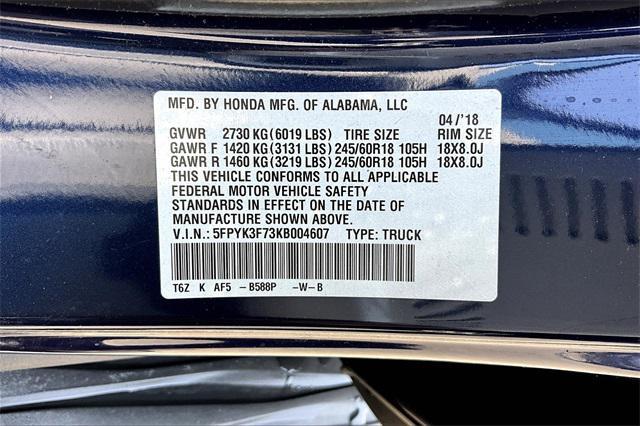 MFD. BY HONDA MFG. OF ALABAMA, LLC
04/'18
GVWR 2730 KG(6019 LBS) TIRE SIZE RIM SIZE
GAWR F 1420 KG(3131 LBS) 245/60R18 105H 18X8.0J
GAWR R 1460 KG(3219 LBS) 245/60R18 105H 18X8.0J
THIS VEHICLE CONFORMS TO ALL APPLICABLE
FEDERAL MOTOR VEHICLE SAFETY
STANDARDS IN EFFECT ON THE DATE OF
MANUFACTURE SHOWN ABOVE.
V.I.N.: 5FPYK3F73KB004607 TYPE: TRUCK
T6Z K AF5 -B588P -W-B